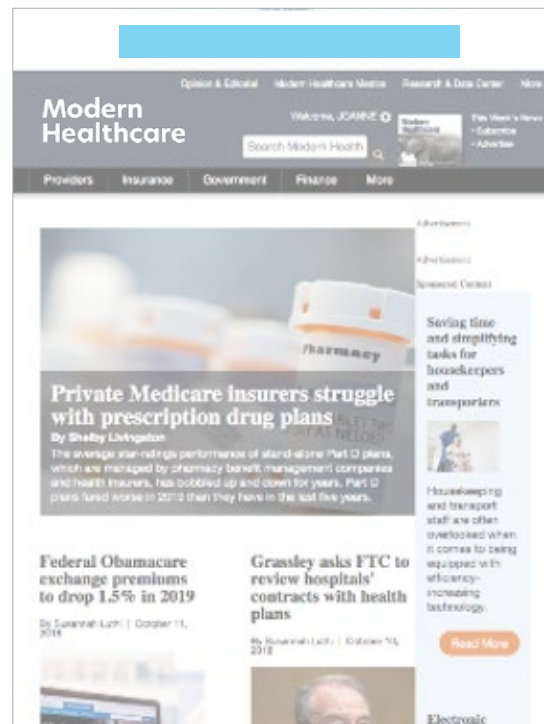 Opinion & Editorial Modern Healthcare Metrics Research & Data Center More
Modern
Healthcare
Welcome, JOANNE
This Week's News
- Subscribe
- Advertise
Search Modern Health
Providers Insurance Government Finance More
Advertisement
Advertisement
Sponsored Content
Pharmacy
Private Medicare insurers struggle
with prescription drug plans
By Shelby Livingston
The average star-ratings performance of stand-alone Part D plans,
which are managed by pharmacy benefit management companies
and health insurers, has bobbled up and down for years. Part D
plans fared worse in 2019 than they have in the last five years.
Saving time
and simplifying
tasks for
housekeepers
and
transporters
Housekeeping
and transport
staff are often
overlooked when
it comes to being
equipped with
efficiency-
increasing
technology.
Read More
Federal Obamacare
exchange premiums
to drop 1.5% in 2019
By Susannah Luthi | October 11,
2018
Grassley asks FTC to
review hospitals'
contracts with health
plans
By Susannah Luthi | October 10,
2018
Electronic